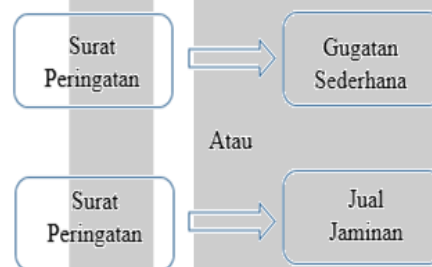 Surat
Peringatan
Gugatan
Sederhana
Atau
Surat
Peringatan
Jual
Jaminan